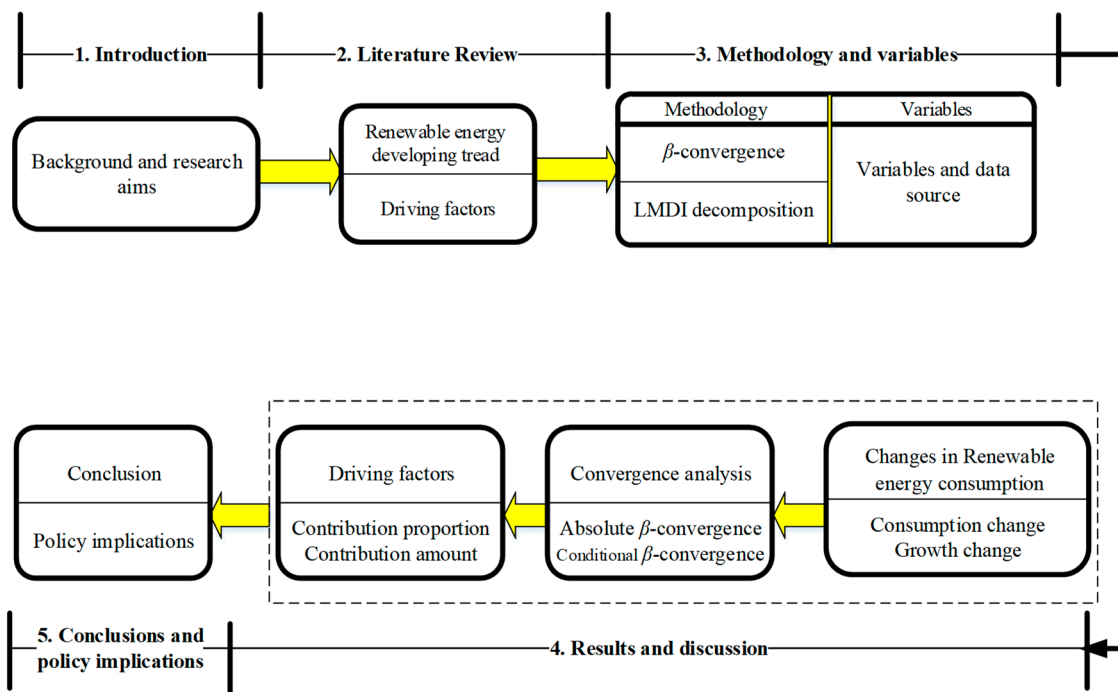 1. Introduction
2. Literature Review
3. Methodology and variables
Background and research
aims
Renewable energy
developing tread
Driving factors
Methodology
Variables
β-convergence
LMDI decomposition
Variables and data
source
Changes in Renewable
energy consumption
Consumption change
Growth change
Convergence analysis
Absolute β-convergence
Conditional β-convergence
Driving factors
Contribution proportion
Contribution amount
Conclusion
Policy implications
4. Results and discussion
5. Conclusions and
policy implications